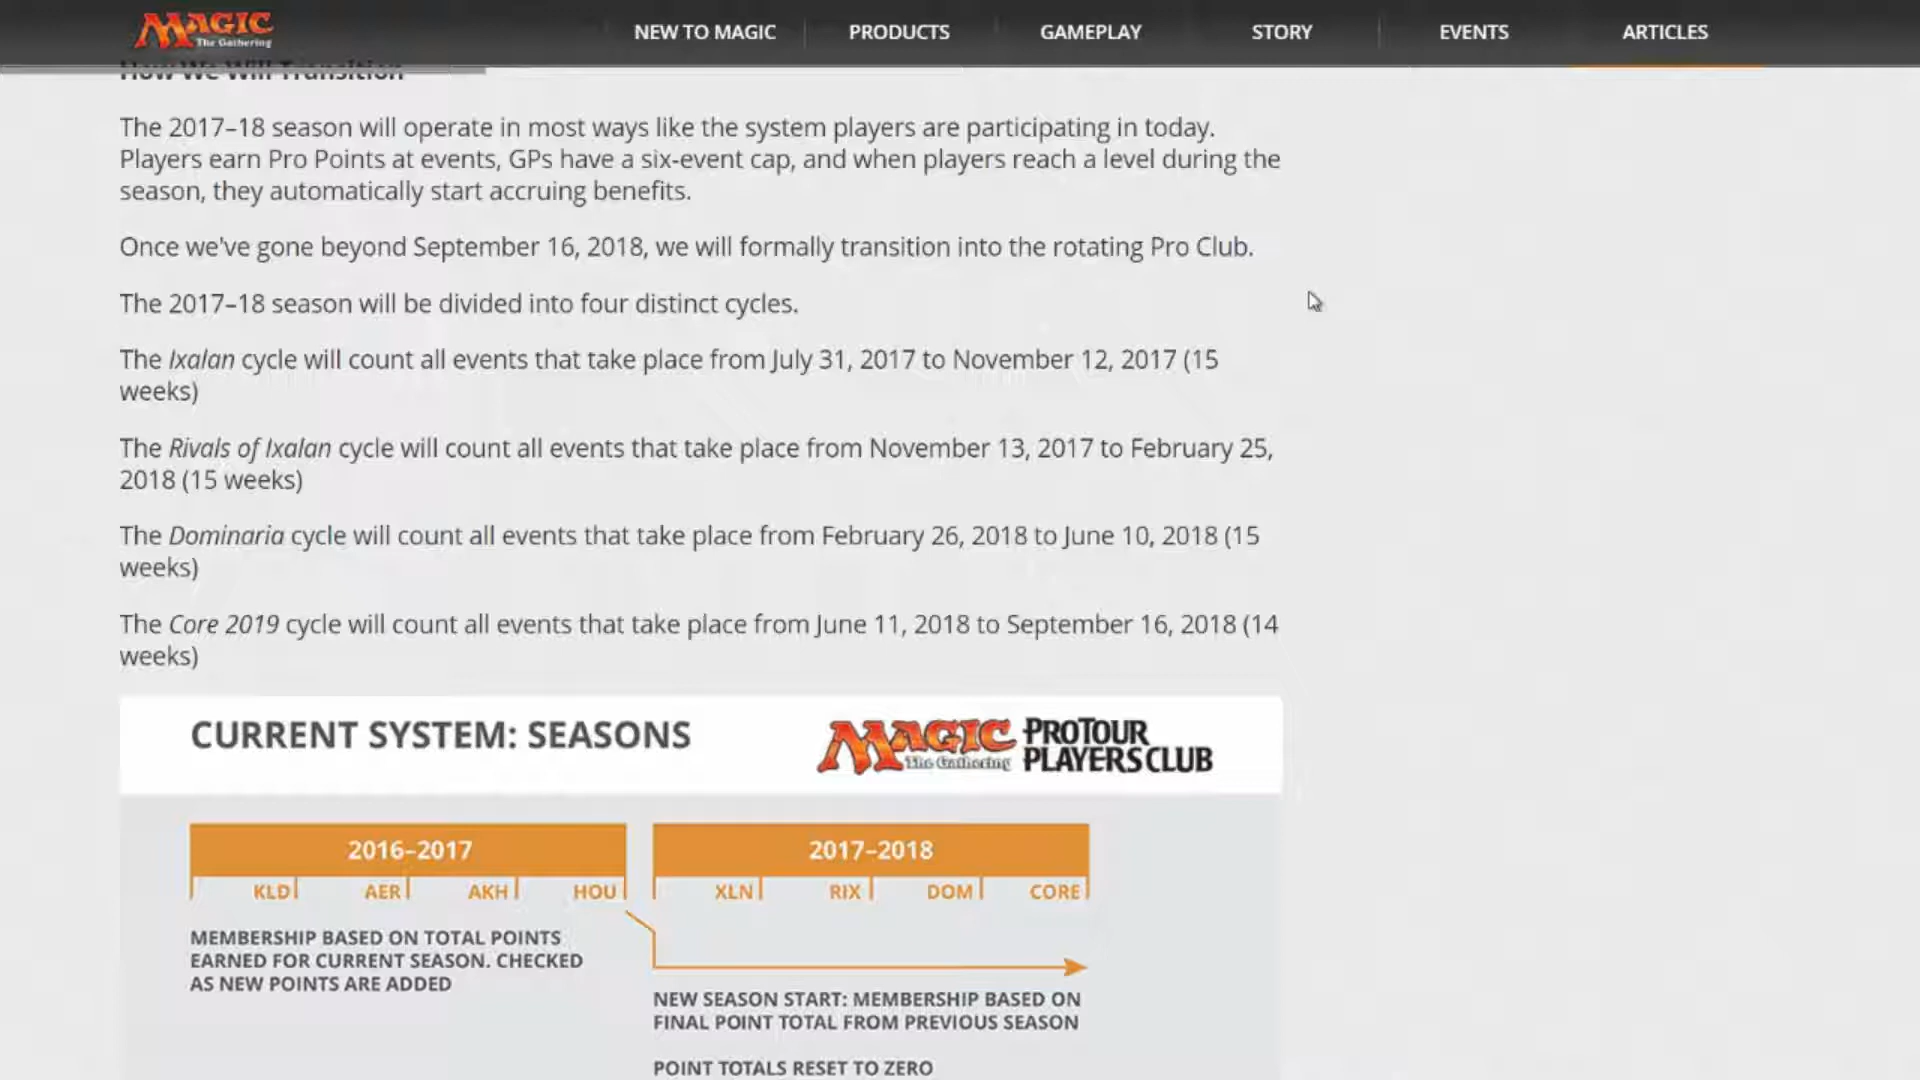 MAGIC
The Gathering
NEW TO MAGIC
PRODUCTS
GAMEPLAY
STORY
EVENTS
ARTICLES
How We Will Transition
The 2017–18 season will operate in most ways like the system players are participating in today.
Players earn Pro Points at events, GPs have a six-event cap, and when players reach a level during the
season, they automatically start accruing benefits.
Once we've gone beyond September 16, 2018, we will formally transition into the rotating Pro Club.
The 2017–18 season will be divided into four distinct cycles.
The Ixalan cycle will count all events that take place from July 31, 2017 to November 12, 2017 (15
weeks)
The Rivals of Ixalan cycle will count all events that take place from November 13, 2017 to February 25,
2018 (15 weeks)
The Dominaria cycle will count all events that take place from February 26, 2018 to June 10, 2018 (15
weeks)
The Core 2019 cycle will count all events that take place from June 11, 2018 to September 16, 2018 (14
weeks)
CURRENT SYSTEM: SEASONS
MAGIC
The Gathering
PROTOUR
PLAYERS CLUB
2016–2017
KLD AER AKH HOU
2017–2018
XLN RIX DOM CORE
MEMBERSHIP BASED ON TOTAL POINTS
EARNED FOR CURRENT SEASON. CHECKED
AS NEW POINTS ARE ADDED
NEW SEASON START: MEMBERSHIP BASED ON
FINAL POINT TOTAL FROM PREVIOUS SEASON
POINT TOTALS RESET TO ZERO